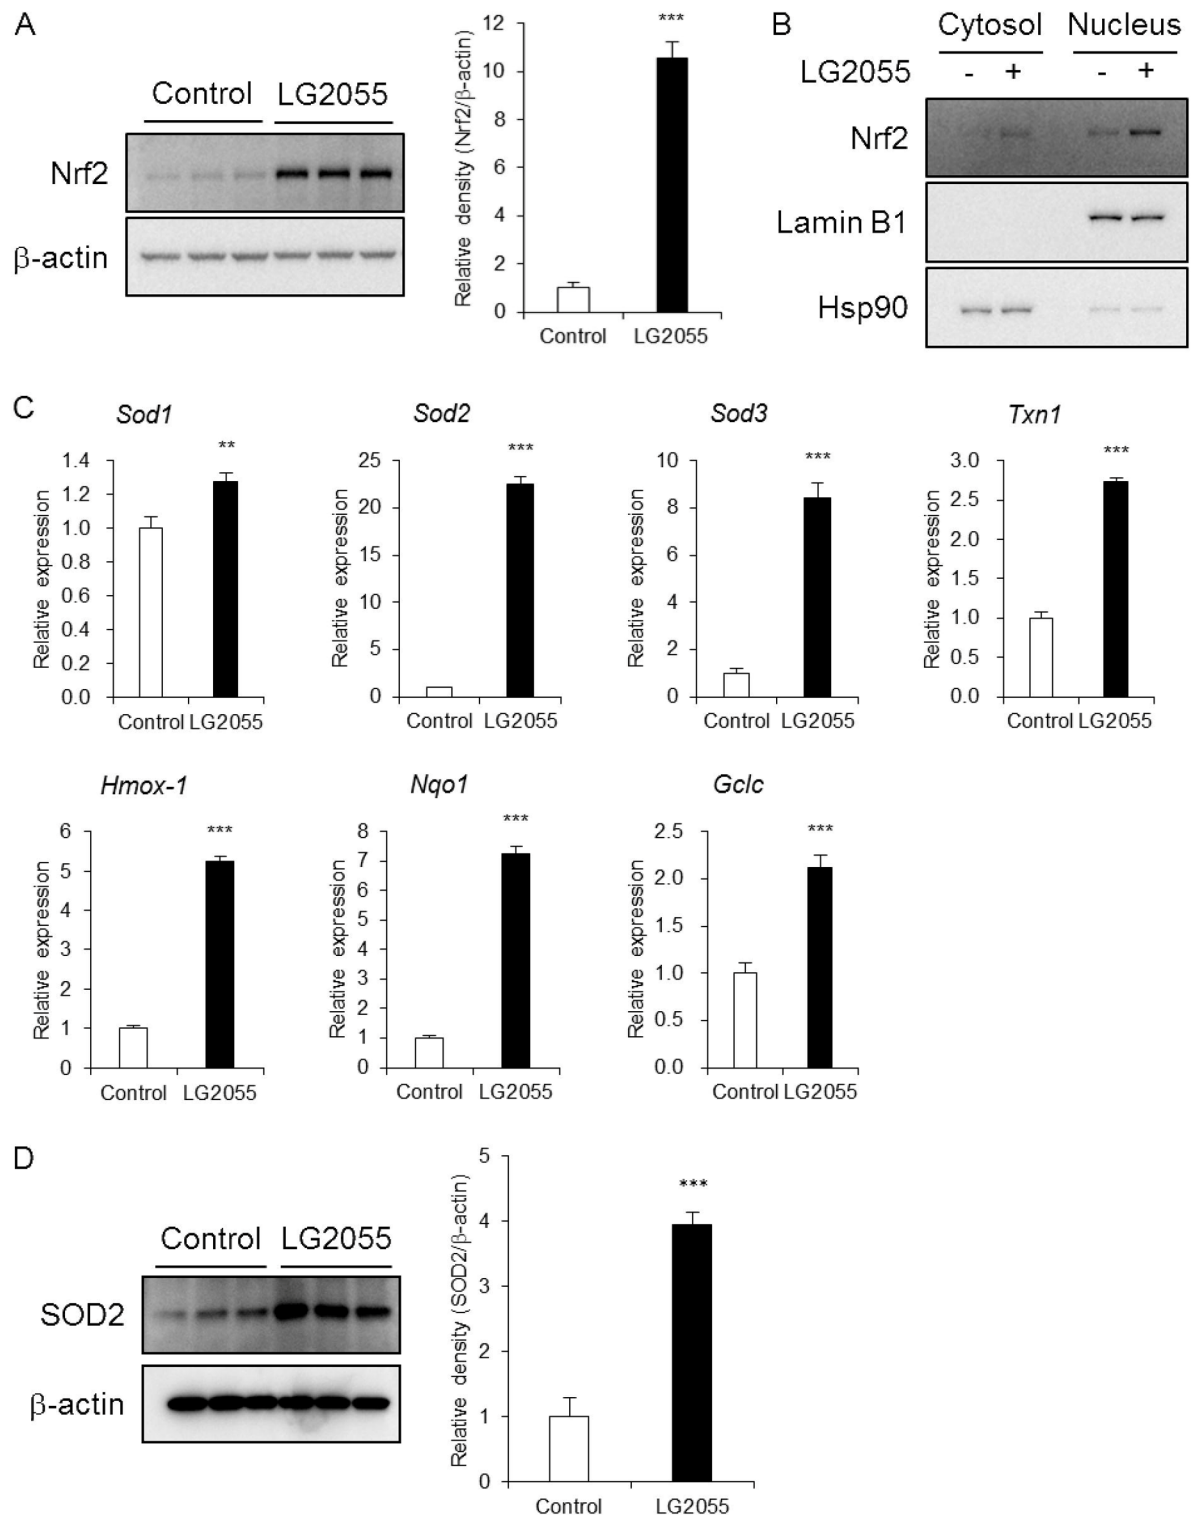 A
Control LG2055
Nrf2
β-actin
Relative density (Nrf2/β-actin)
12
10
8
6
4
2
0
***
Control LG2055
B
Cytosol Nucleus
LG2055 - + - +
Nrf2
Lamin B1
Hsp90
C
Sod1
Relative expression
1.4
1.2
1.0
0.8
0.6
0.4
0.2
0.0
**
Control LG2055
Sod2
Relative expression
25
20
15
10
5
0
***
Control LG2055
Sod3
Relative expression
10
8
6
4
2
0
***
Control LG2055
Txn1
Relative expression
3.0
2.5
2.0
1.5
1.0
0.5
0.0
***
Control LG2055
Hmox-1
Relative expression
6
5
4
3
2
1
0
***
Control LG2055
Nqo1
Relative expression
8
7
6
5
4
3
2
1
0
***
Control LG2055
Gclc
Relative expression
2.5
2.0
1.5
1.0
0.5
0.0
***
Control LG2055
D
Control LG2055
SOD2
β-actin
Relative density (SOD2/β-actin)
5
4
3
2
1
0
***
Control LG2055